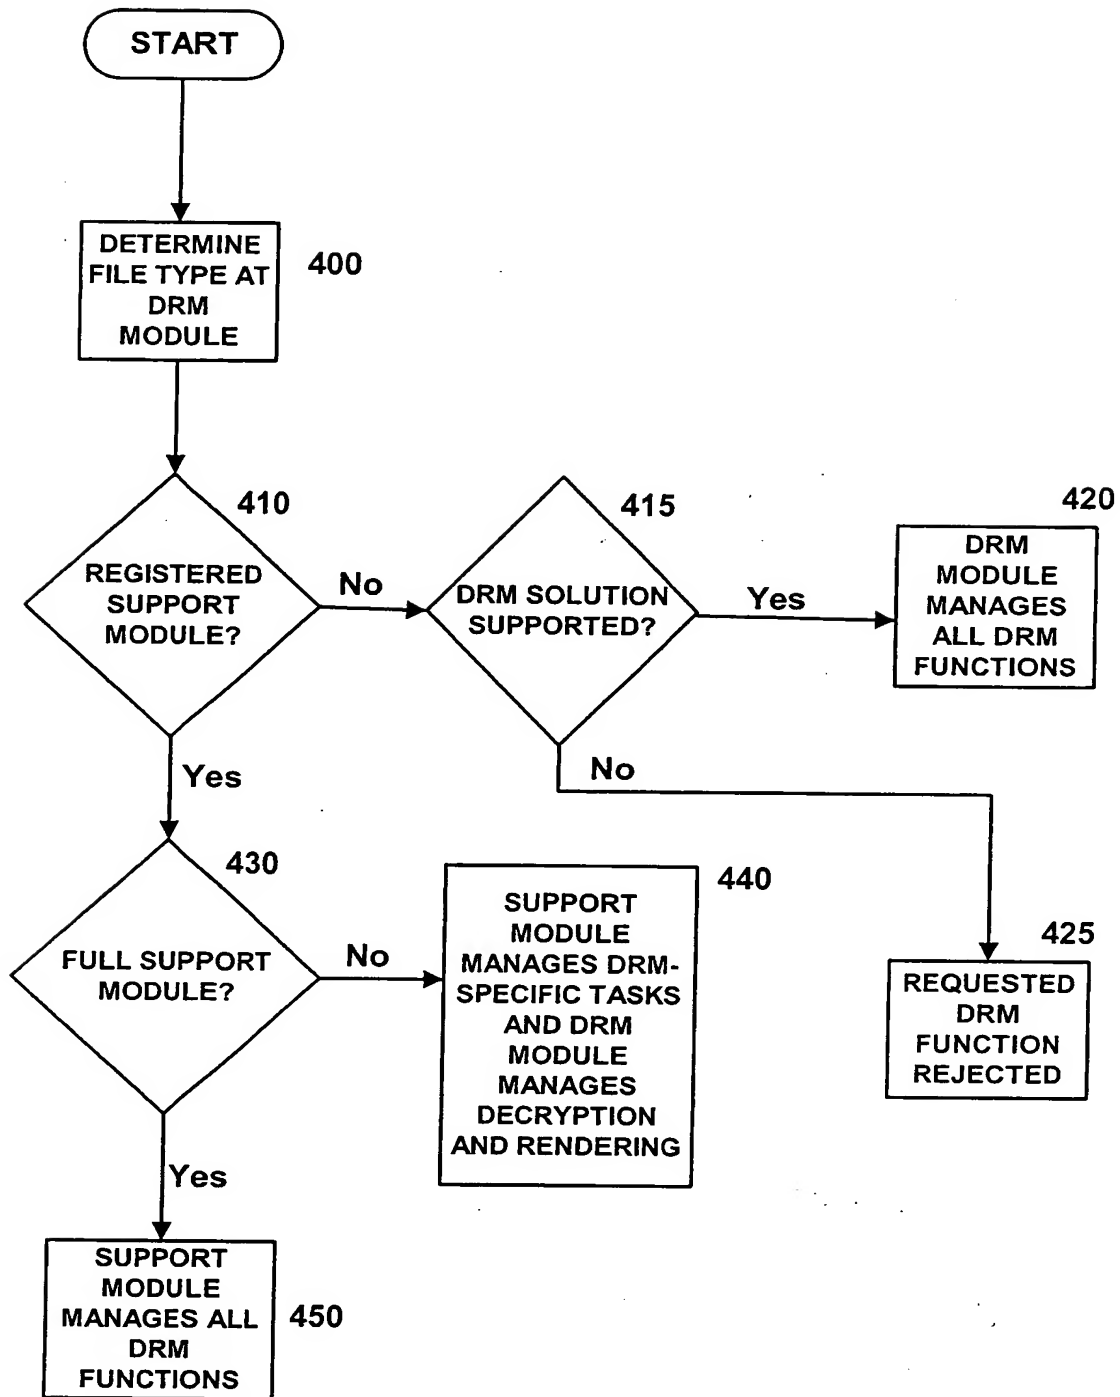 START
DETERMINE
FILE TYPE AT
DRM
MODULE
400
410
REGISTERED
SUPPORT
MODULE?
No
415
DRM SOLUTION
SUPPORTED?
Yes
420
DRM
MODULE
MANAGES
ALL DRM
FUNCTIONS
No
425
REQUESTED
DRM
FUNCTION
REJECTED
Yes
430
FULL SUPPORT
MODULE?
No
440
SUPPORT
MODULE
MANAGES DRM-
SPECIFIC TASKS
AND DRM
MODULE
MANAGES
DECRYPTION
AND RENDERING
Yes
SUPPORT
MODULE
MANAGES ALL
DRM
FUNCTIONS
450